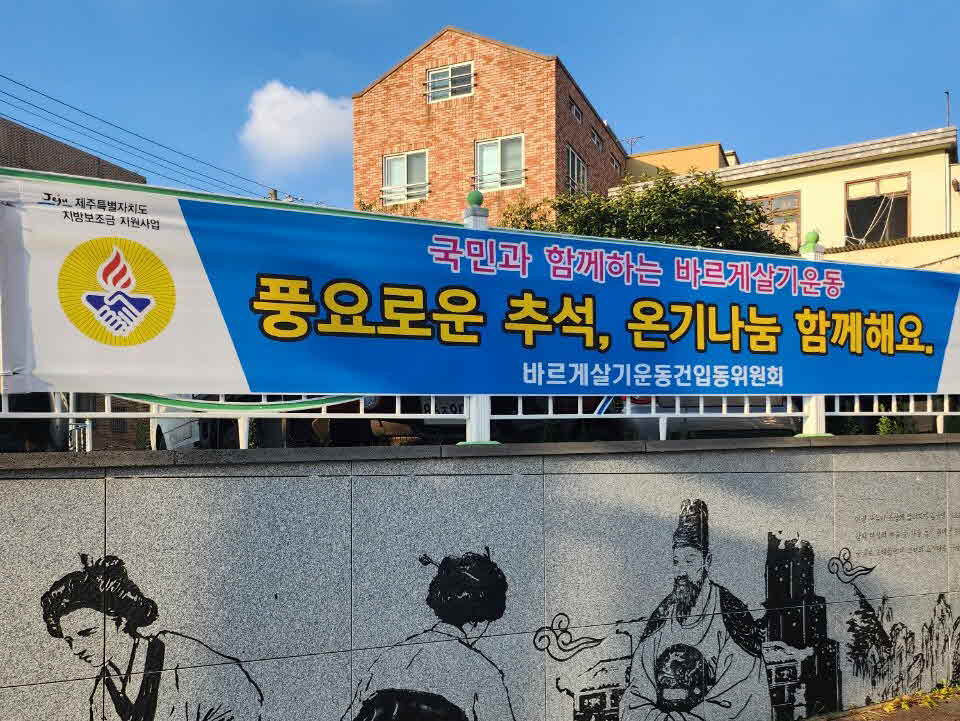 Jeju 제주특별자치도
지방보조금 지원사업
국민과 함께하는 바르게살기운동
풍요로운 추석, 온기나눔 함께해요.
바르게살기운동건입동위원회